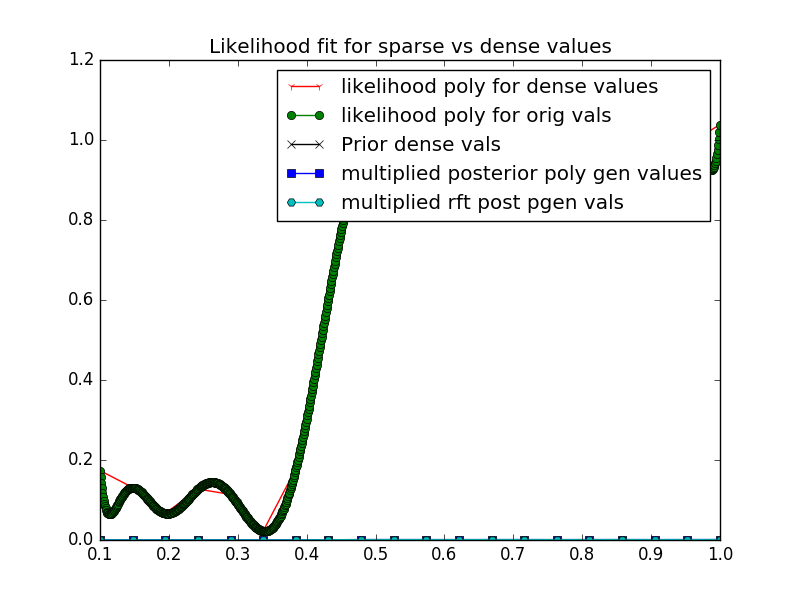 Likelihood fit for sparse vs dense values
likelihood poly for dense values
likelihood poly for orig vals
Prior dense vals
multiplied posterior poly gen values
multiplied rft post pgen vals
1.2
1.0
0.8
0.6
0.4
0.2
0.0
0.1 0.2 0.3 0.4 0.5 0.6 0.7 0.8 0.9 1.0